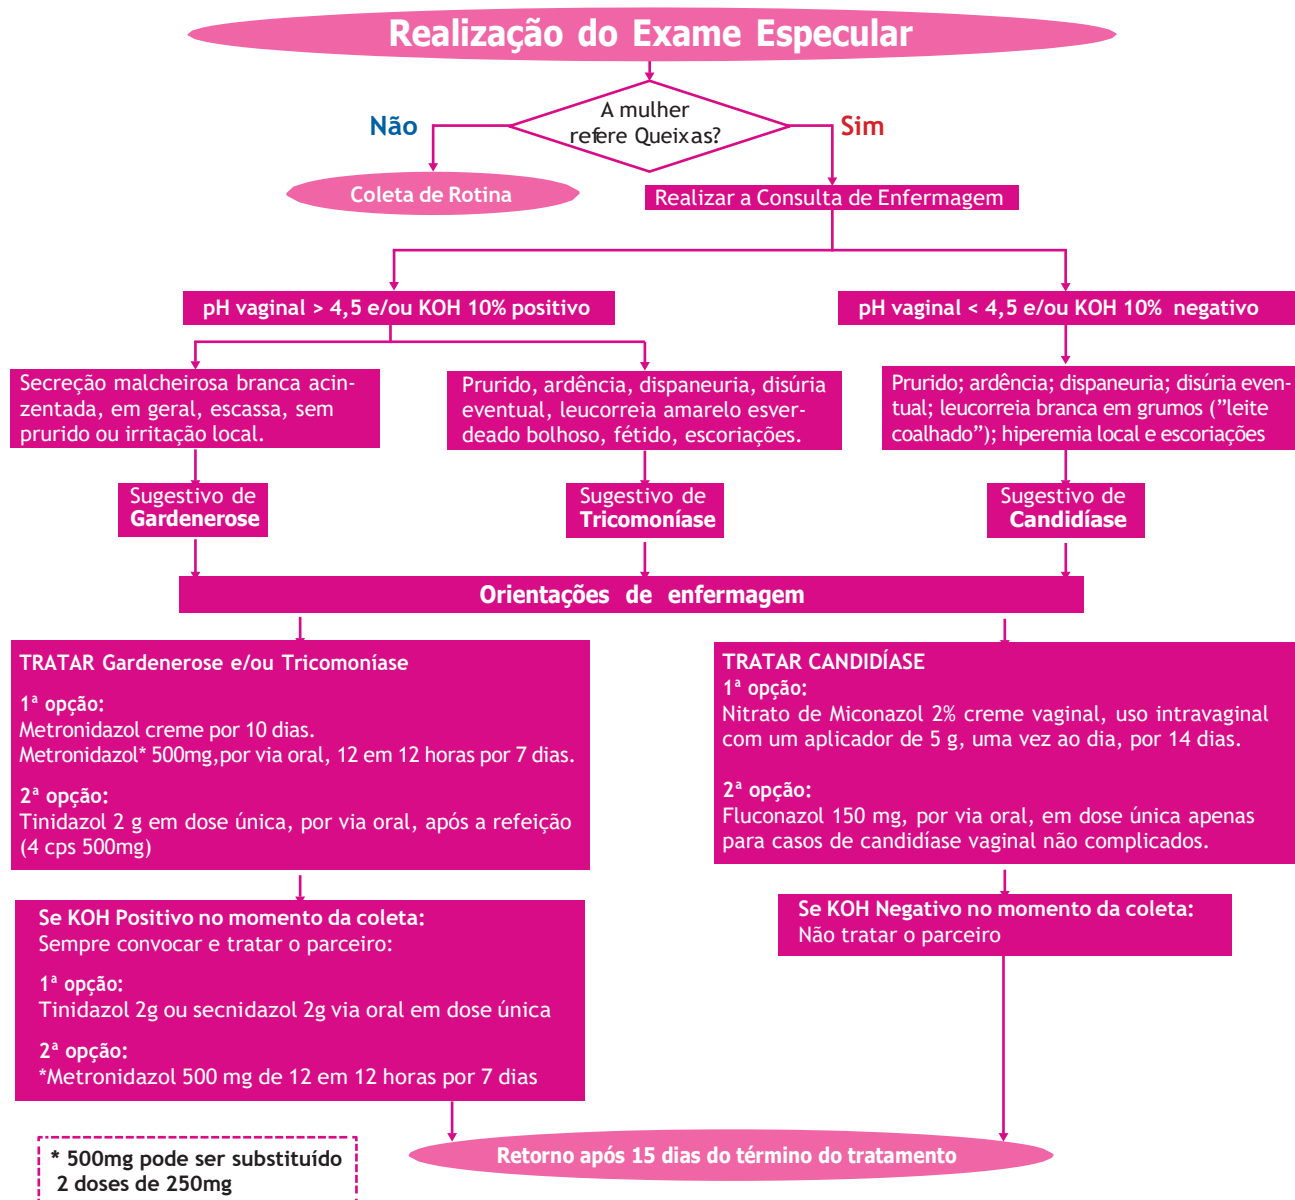 Realização do Exame Especular
A mulher
refere Queixas?
Não
Sim
Coleta de Rotina
Realizar a Consulta de Enfermagem
pH vaginal > 4,5 e/ou KOH 10% positivo
pH vaginal < 4,5 e/ou KOH 10% negativo
Secreção malcheirosa branca acin-
zentada, em geral, escassa, sem
prurido ou irritação local.
Prurido, ardência, dispaneuria, disúria
eventual, leucorreia amarelo esver-
deado bolhoso, fétido, escoriações.
Prurido; ardência; dispaneuria; disúria even-
tual; leucorreia branca em grumos (”leite
coalhado”); hiperemia local e escoriações
Sugestivo de
Gardenerose
Sugestivo de
Tricomoníase
Sugestivo de
Candidíase
Orientações de enfermagem
TRATAR Gardenerose e/ou Tricomoníase
1ª opção:
Metronidazol creme por 10 dias.
Metronidazol* 500mg,por via oral, 12 em 12 horas por 7 dias.
2ª opção:
Tinidazol 2 g em dose única, por via oral, após a refeição
(4 cps 500mg)
TRATAR CANDIDÍASE
1ª opção:
Nitrato de Miconazol 2% creme vaginal, uso intravaginal
com um aplicador de 5 g, uma vez ao dia, por 14 dias.
2ª opção:
Fluconazol 150 mg, por via oral, em dose única apenas
para casos de candidíase vaginal não complicados.
Se KOH Positivo no momento da coleta:
Sempre convocar e tratar o parceiro:
1ª opção:
Tinidazol 2g ou secnidazol 2g via oral em dose única
2ª opção:
*Metronidazol 500 mg de 12 em 12 horas por 7 dias
Se KOH Negativo no momento da coleta:
Não tratar o parceiro
* 500mg pode ser substituído
2 doses de 250mg
Retorno após 15 dias do término do tratamento